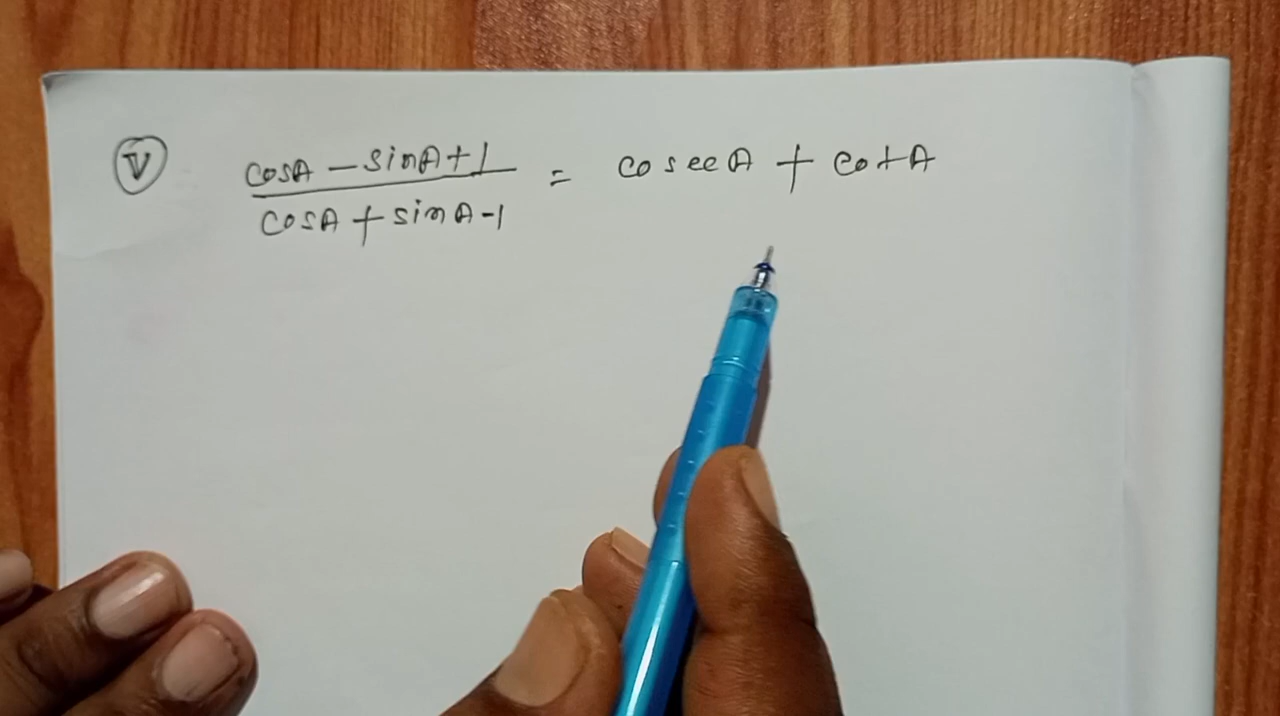 (V) cosA - sinA + 1 / cosA + sinA - 1 = cosecA + cotA